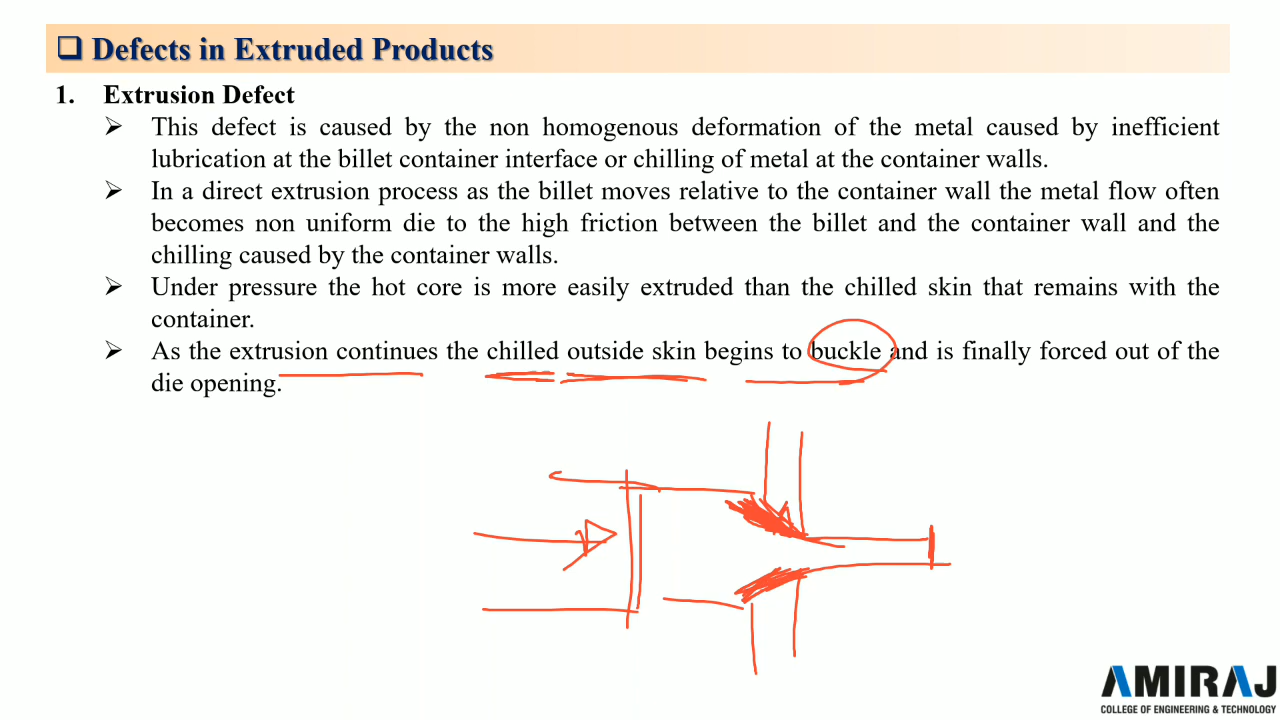 ❑ Defects in Extruded Products
1. Extrusion Defect
➢ This defect is caused by the non homogenous deformation of the metal caused by inefficient
lubrication at the billet container interface or chilling of metal at the container walls.
➢ In a direct extrusion process as the billet moves relative to the container wall the metal flow often
becomes non uniform die to the high friction between the billet and the container wall and the
chilling caused by the container walls.
➢ Under pressure the hot core is more easily extruded than the chilled skin that remains with the
container.
➢ As the extrusion continues the chilled outside skin begins to buckle and is finally forced out of the
die opening.
AMIRAJ
COLLEGE OF ENGINEERING & TECHNOLOGY